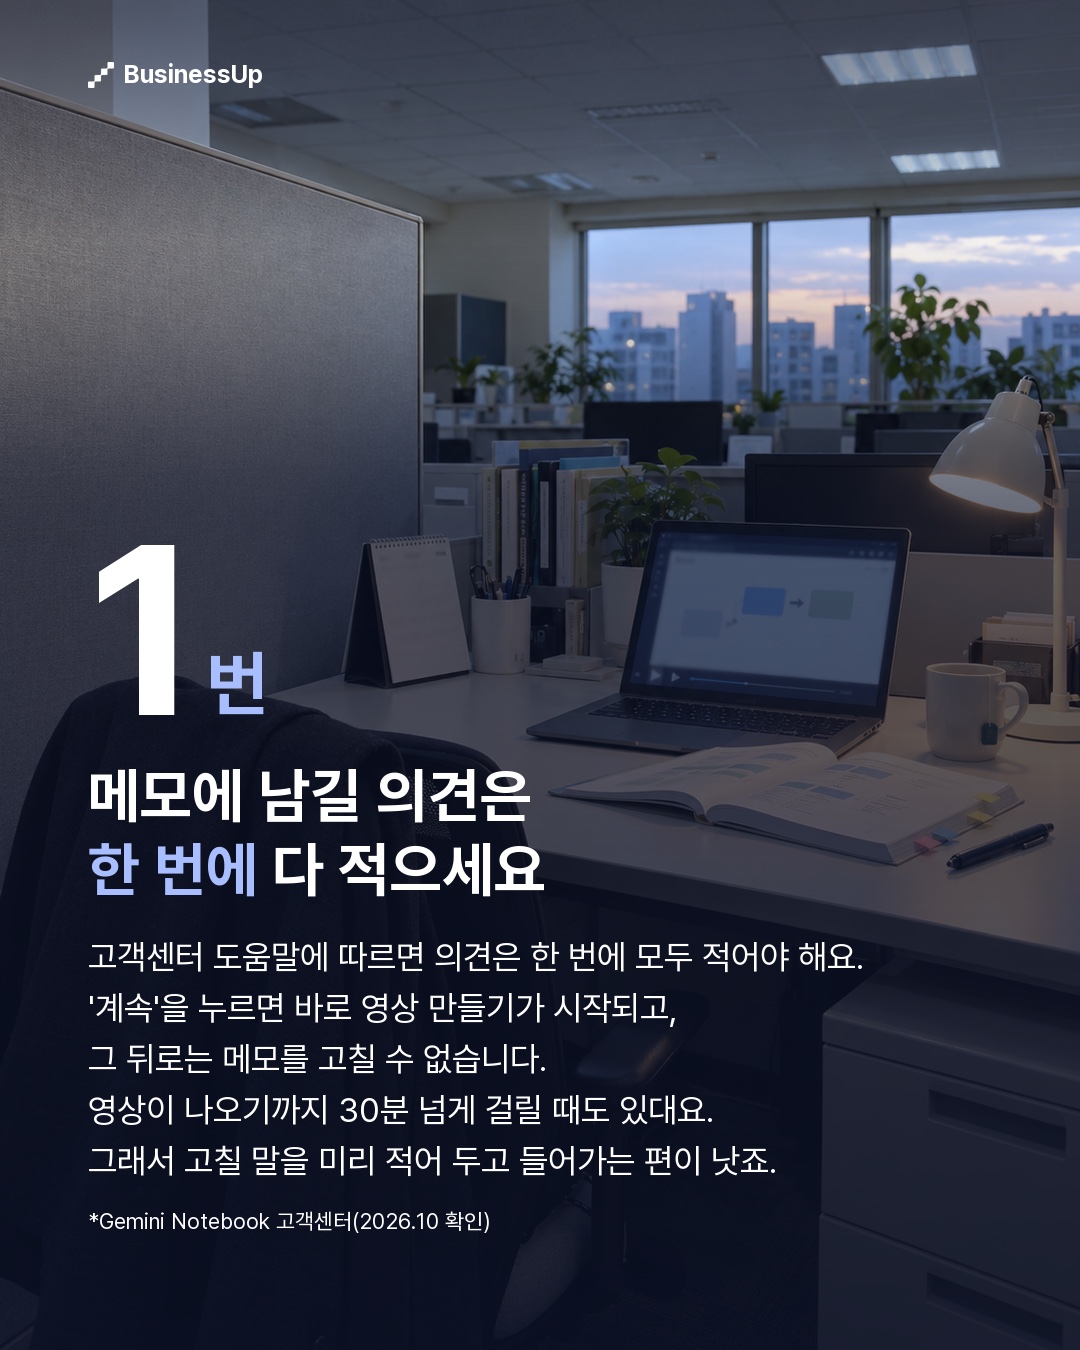 BusinessUp
1번
메모에 남길 의견은
한 번에 다 적으세요
고객센터 도움말에 따르면 의견은 한 번에 모두 적어야 해요.
'계속'을 누르면 바로 영상 만들기가 시작되고,
그 뒤로는 메모를 고칠 수 없습니다.
영상이 나오기까지 30분 넘게 걸릴 때도 있대요.
그래서 고칠 말을 미리 적어 두고 들어가는 편이 낫죠.
*Gemini Notebook 고객센터(2026.10 확인)